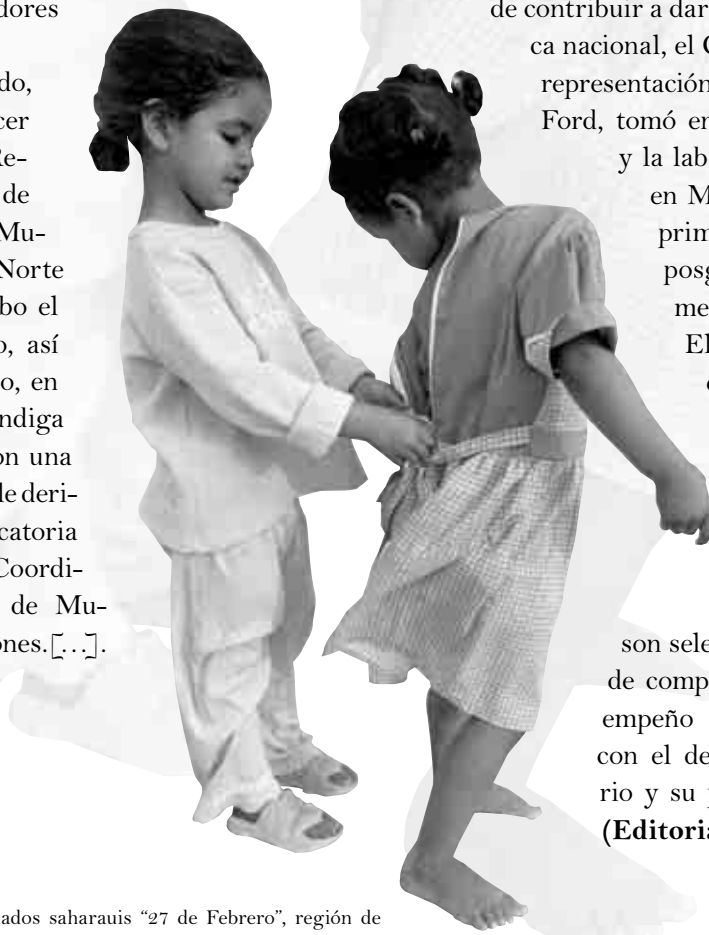 dores
do,
cer
Re-
de
Mu-
Norte
bo el
o, así
o, en
ndiga
on una
de deri-
catoria
Coordi-
de Mu-
ones.[…].
de contribuir a dar
ca nacional, el C
representación
Ford, tomó en
y la lab
en M
prim
posg
me
El
son sele
de comp
empeño
con el de
rio y su p
(Editoria
ados saharauis “27 de Febrero”, región de